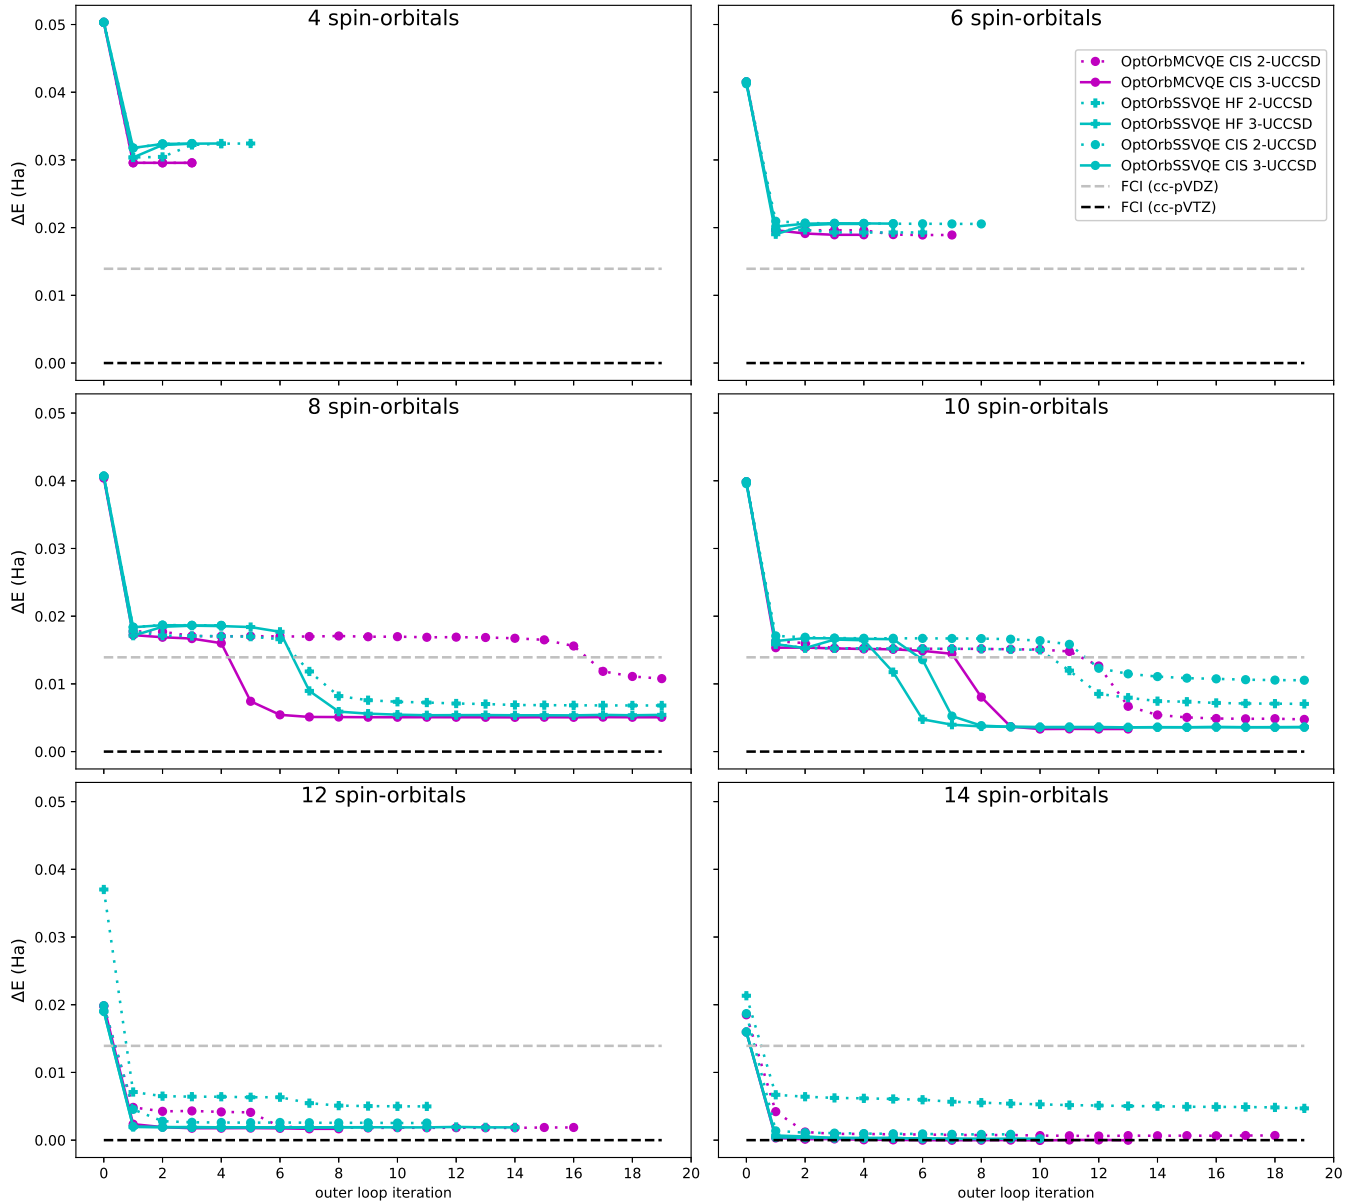 4 spin-orbitals
0.05
0.04
0.03
0.02
0.01
0.00
ΔE (Ha)
6 spin-orbitals
OptOrbMCVQE CIS 2-UCCSD
OptOrbMCVQE CIS 3-UCCSD
OptOrbSSVQE HF 2-UCCSD
OptOrbSSVQE HF 3-UCCSD
OptOrbSSVQE CIS 2-UCCSD
OptOrbSSVQE CIS 3-UCCSD
FCI (cc-pVDZ)
FCI (cc-pVTZ)
8 spin-orbitals
0.05
0.04
0.03
0.02
0.01
0.00
ΔE (Ha)
10 spin-orbitals
12 spin-orbitals
0.05
0.04
0.03
0.02
0.01
0.00
ΔE (Ha)
0 2 4 6 8 10 12 14 16 18 20
outer loop iteration
14 spin-orbitals
0 2 4 6 8 10 12 14 16 18 20
outer loop iteration